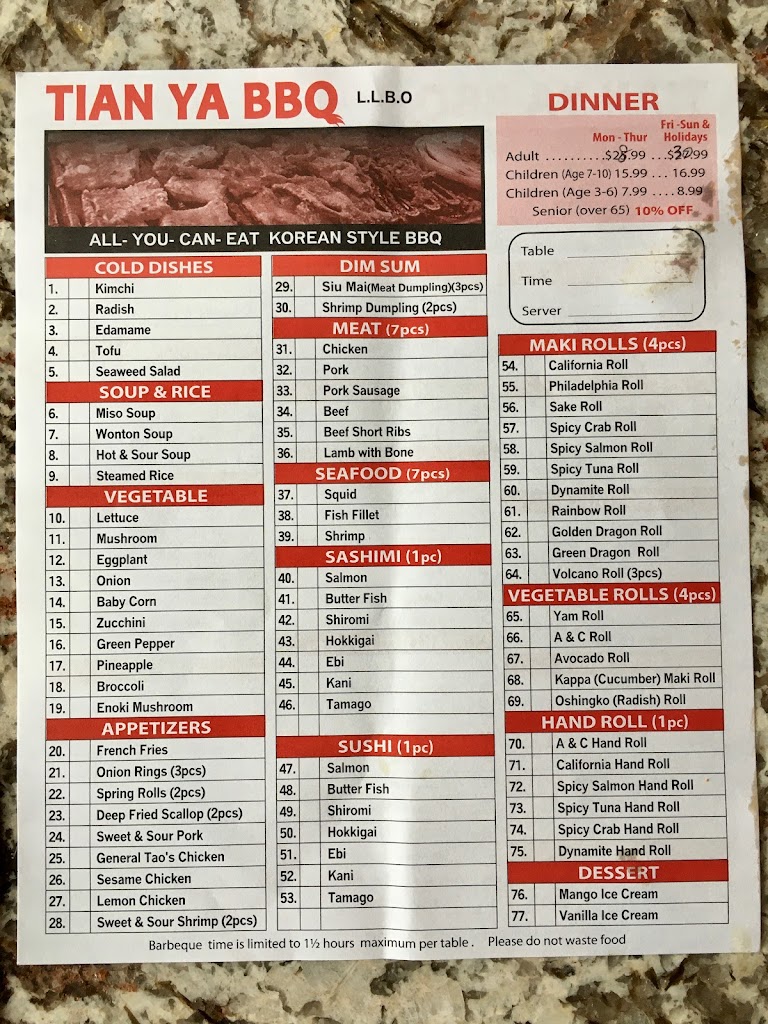 TIAN YA BBQ L.L.B.O
ALL- YOU- CAN- EAT KOREAN STYLE BBQ
DINNER
Fri -Sun &
Mon - Thur Holidays
Adult ..........$28.99 ...$30.99
Children (Age 7-10) 15.99 ... 16.99
Children (Age 3-6) 7.99 .... 8.99
Senior (over 65) 10% OFF
Table
Time
Server
COLD DISHES
1. Kimchi
2. Radish
3. Edamame
4. Tofu
5. Seaweed Salad
SOUP & RICE
6. Miso Soup
7. Wonton Soup
8. Hot & Sour Soup
9. Steamed Rice
VEGETABLE
10. Lettuce
11. Mushroom
12. Eggplant
13. Onion
14. Baby Corn
15. Zucchini
16. Green Pepper
17. Pineapple
18. Broccoli
19. Enoki Mushroom
APPETIZERS
20. French Fries
21. Onion Rings (3pcs)
22. Spring Rolls (2pcs)
23. Deep Fried Scallop (2pcs)
24. Sweet & Sour Pork
25. General Tao's Chicken
26. Sesame Chicken
27. Lemon Chicken
28. Sweet & Sour Shrimp (2pcs)
DIM SUM
29. Siu Mai(Meat Dumpling)(3pcs)
30. Shrimp Dumpling (2pcs)
MEAT (7pcs)
31. Chicken
32. Pork
33. Pork Sausage
34. Beef
35. Beef Short Ribs
36. Lamb with Bone
SEAFOOD (7pcs)
37. Squid
38. Fish Fillet
39. Shrimp
SASHIMI (1pc)
40. Salmon
41. Butter Fish
42. Shiromi
43. Hokkigai
44. Ebi
45. Kani
46. Tamago
SUSHI (1pc)
47. Salmon
48. Butter Fish
49. Shiromi
50. Hokkigai
51. Ebi
52. Kani
53. Tamago
MAKI ROLLS (4pcs)
54. California Roll
55. Philadelphia Roll
56. Sake Roll
57. Spicy Crab Roll
58. Spicy Salmon Roll
59. Spicy Tuna Roll
60. Dynamite Roll
61. Rainbow Roll
62. Golden Dragon Roll
63. Green Dragon Roll
64. Volcano Roll (3pcs)
VEGETABLE ROLLS (4pcs)
65. Yam Roll
66. A & C Roll
67. Avocado Roll
68. Kappa (Cucumber) Maki Roll
69. Oshingko (Radish) Roll
HAND ROLL (1pc)
70. A & C Hand Roll
71. California Hand Roll
72. Spicy Salmon Hand Roll
73. Spicy Tuna Hand Roll
74. Spicy Crab Hand Roll
75. Dynamite Hand Roll
DESSERT
76. Mango Ice Cream
77. Vanilla Ice Cream
Barbeque time is limited to 1½ hours maximum per table . Please do not waste food